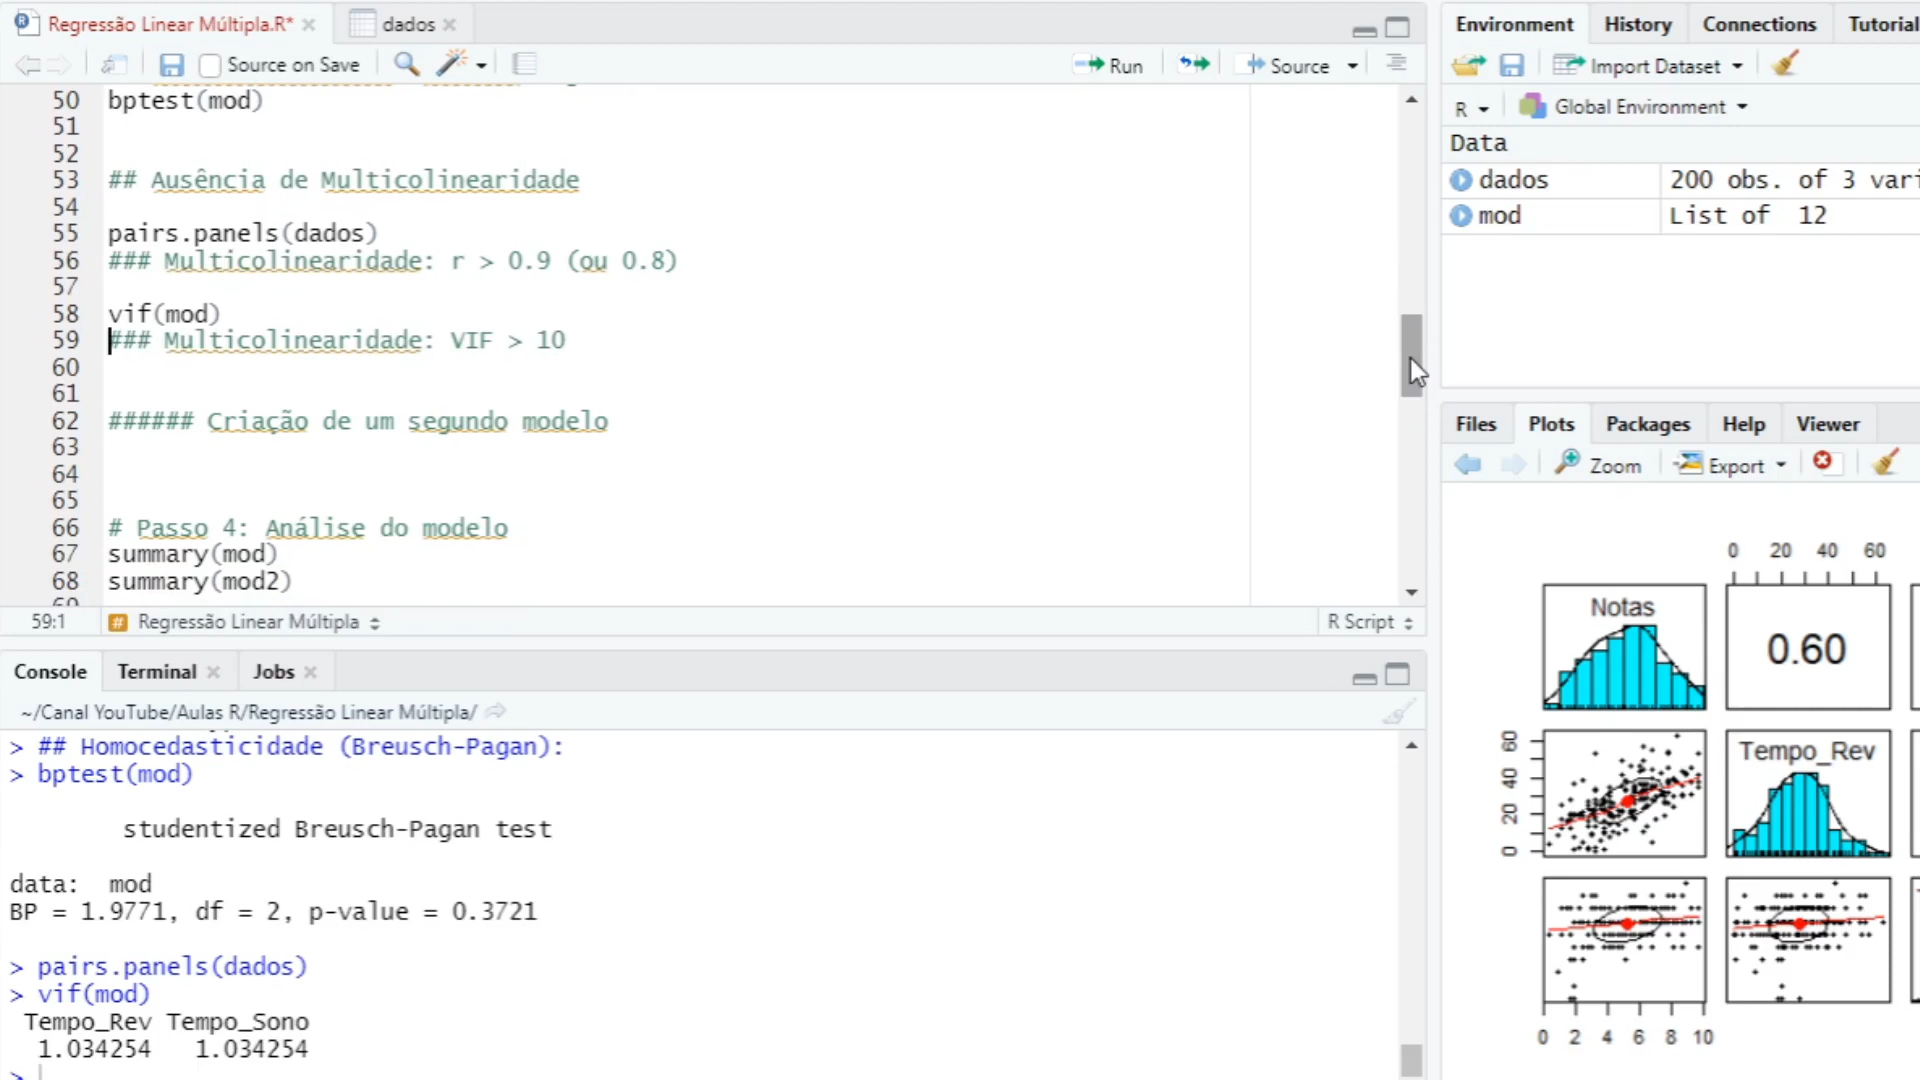 Regressão Linear Múltipla.R*
dados
Source on Save
Run
Source
50 bptest(mod)
51
52
53 ## Ausência de Multicolinearidade
54
55 pairs.panels(dados)
56 ### Multicolinearidade: r > 0.9 (ou 0.8)
57
58 vif(mod)
59 ### Multicolinearidade: VIF > 10
60
61
62 ###### Criação de um segundo modelo
63
64
65
66 # Passo 4: Análise do modelo
67 summary(mod)
68 summary(mod2)
59:1 # Regressão Linear Múltipla
R Script
Console Terminal Jobs
~/Canal YouTube/Aulas R/Regressão Linear Múltipla/
> ## Homocedasticidade (Breusch-Pagan):
> bptest(mod)
studentized Breusch-Pagan test
data: mod
BP = 1.9771, df = 2, p-value = 0.3721
> pairs.panels(dados)
> vif(mod)
Tempo_Rev Tempo_Sono
1.034254 1.034254
>
Environment History Connections Tutorial
Import Dataset
R Global Environment
Data
dados 200 obs. of 3 vari
mod List of 12
Files Plots Packages Help Viewer
Zoom Export
0 20 40 60
Notas
0.60
60
40
20
0
Tempo_Rev
0 2 4 6 8 10